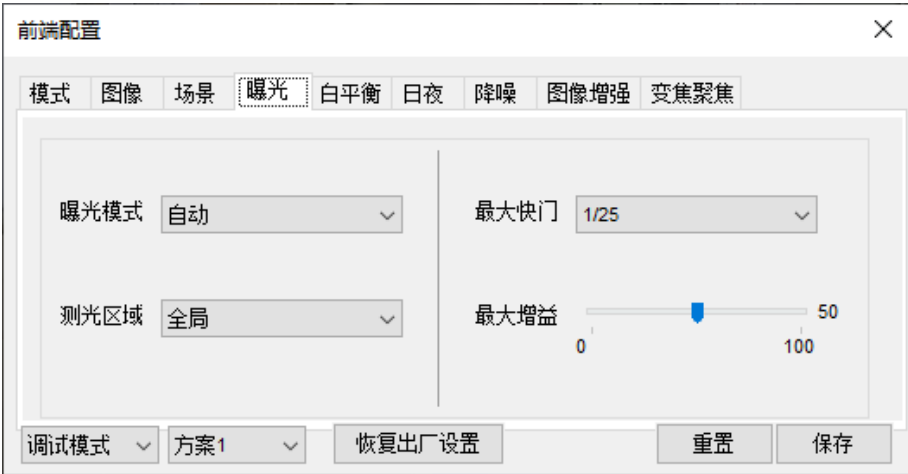 前端配置
模式 图像 场景 曝光 白平衡 日夜 降噪 图像增强 变焦聚焦
曝光模式 自动 最大快门 1/25
测光区域 全局 最大增益 50
0 100
调试模式 方案1 恢复出厂设置 重置 保存